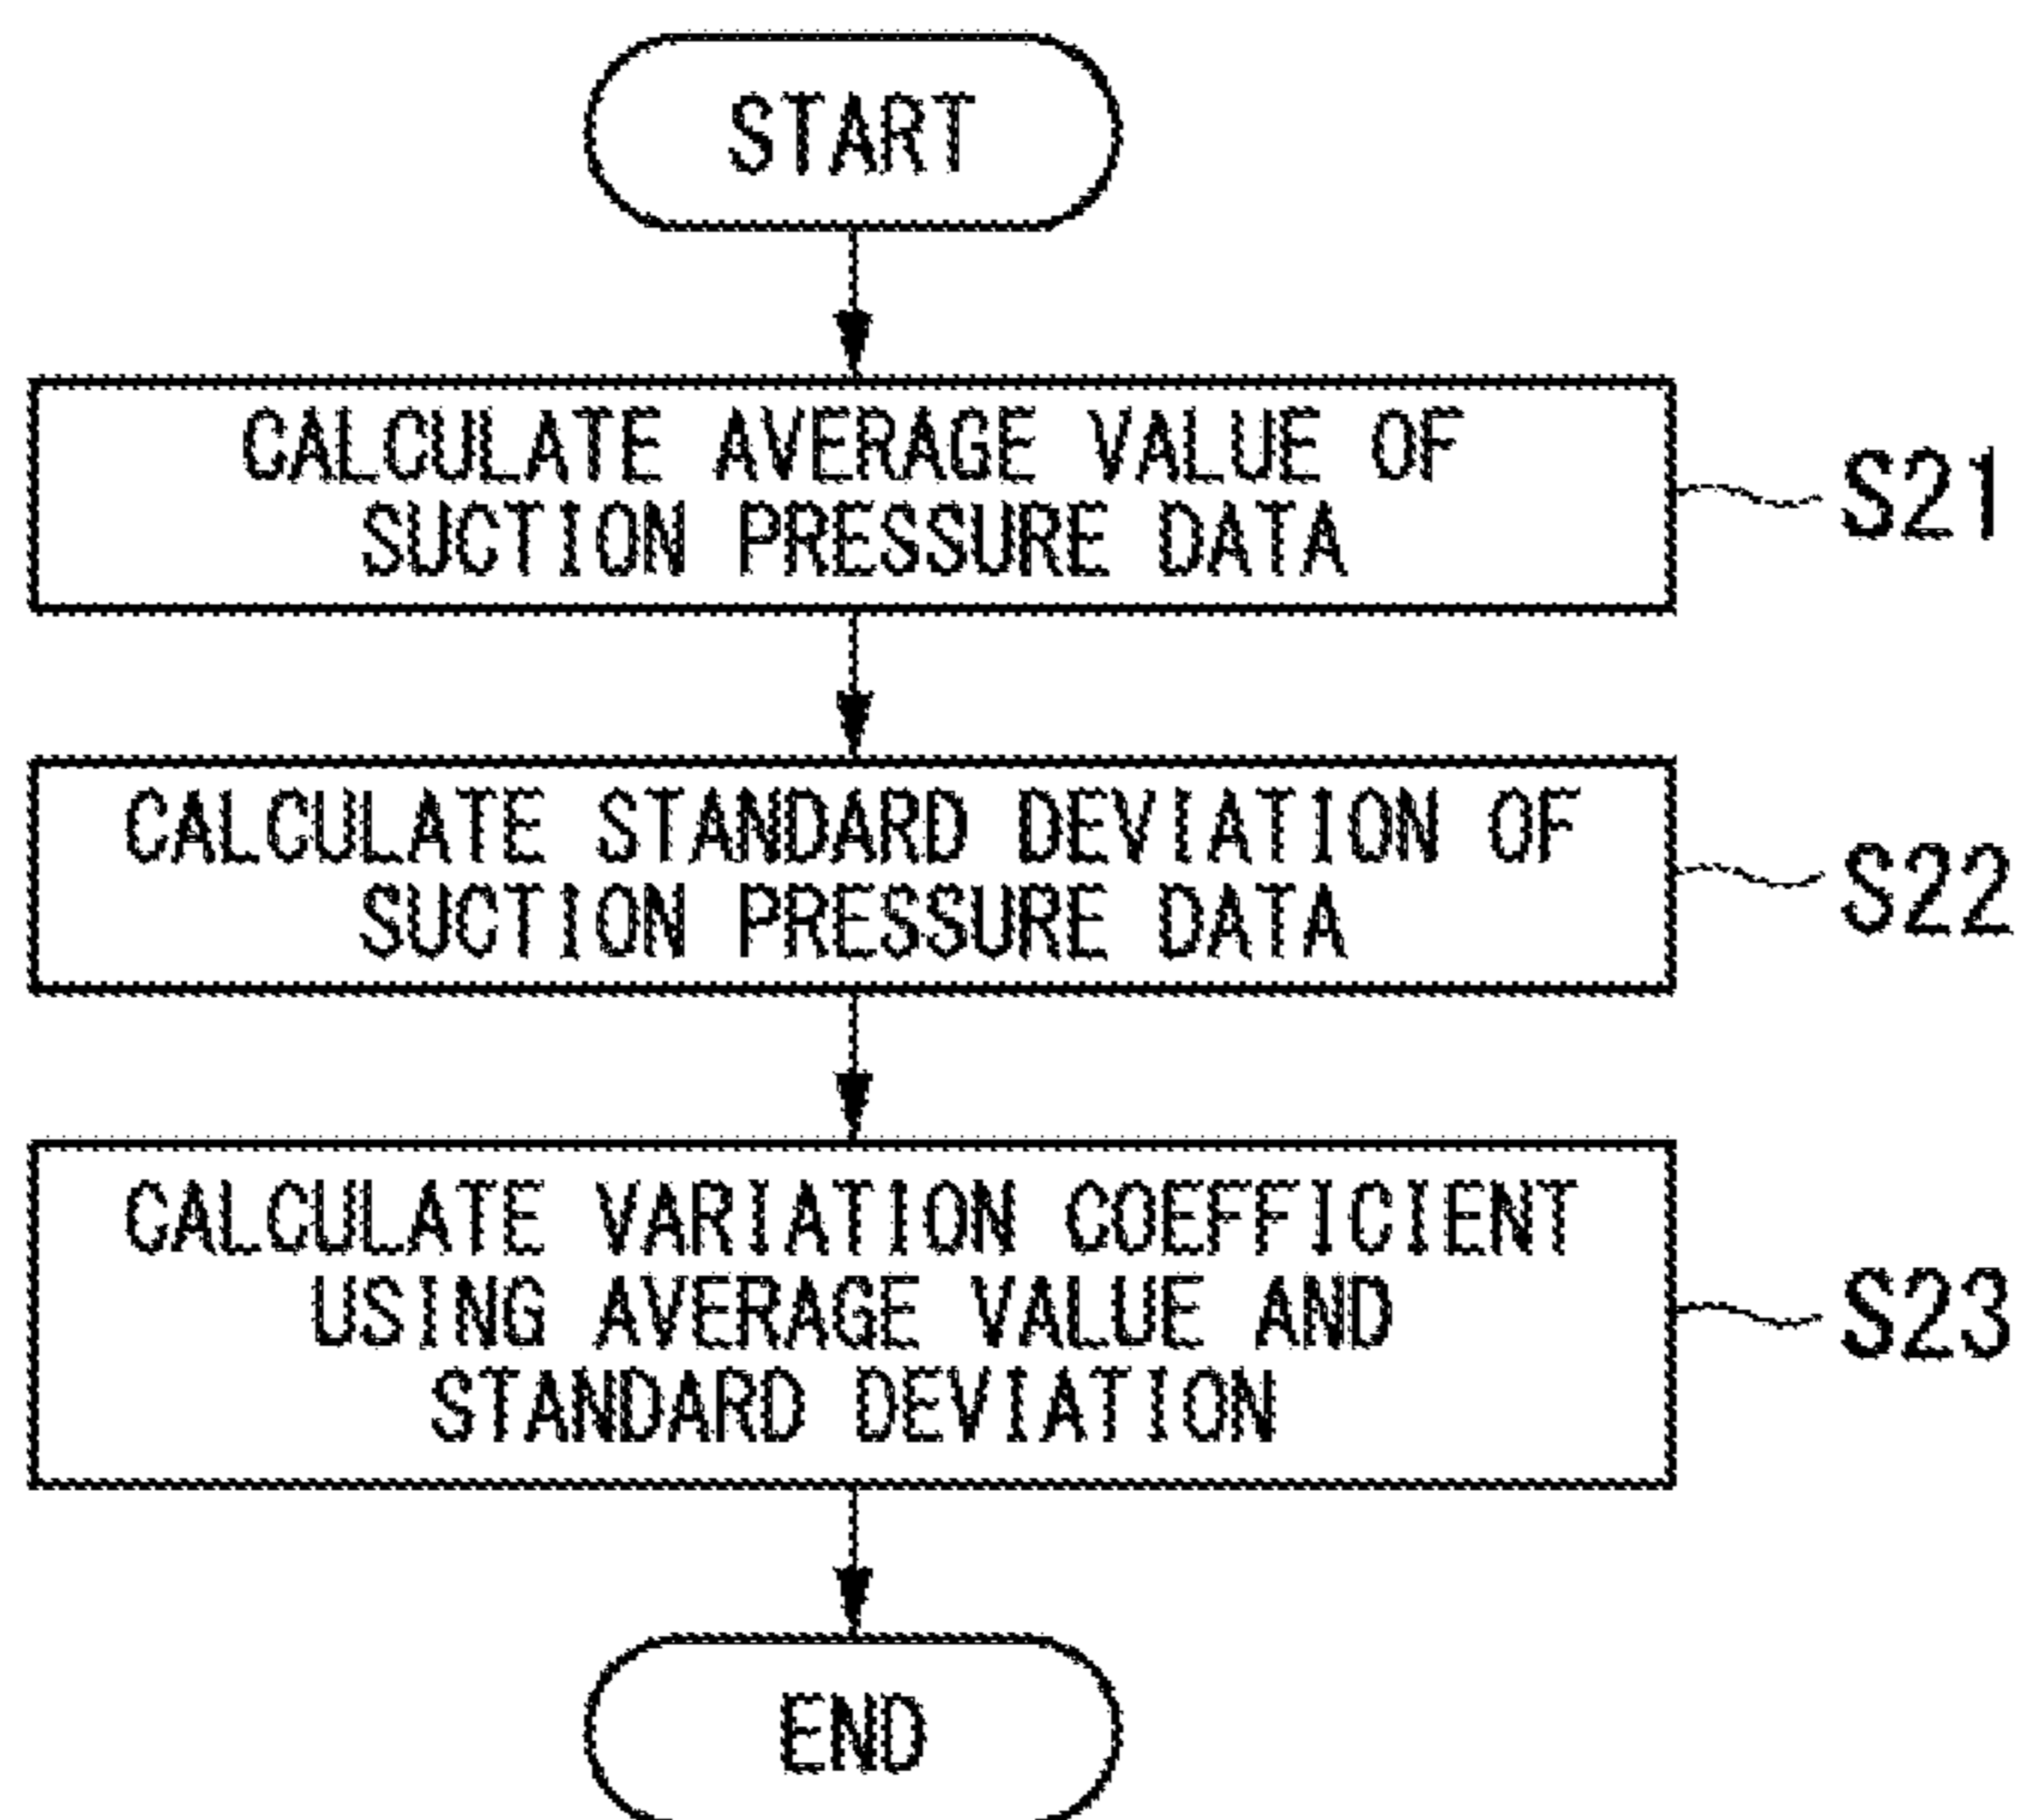 START
CALCULATE AVERAGE VALUE OF
SUCTION PRESSURE DATA
S21
CALCULATE STANDARD DEVIATION OF
SUCTION PRESSURE DATA
S22
CALCULATE VARIATION COEFFICIENT
USING AVERAGE VALUE AND
STANDARD DEVIATION
S23
END